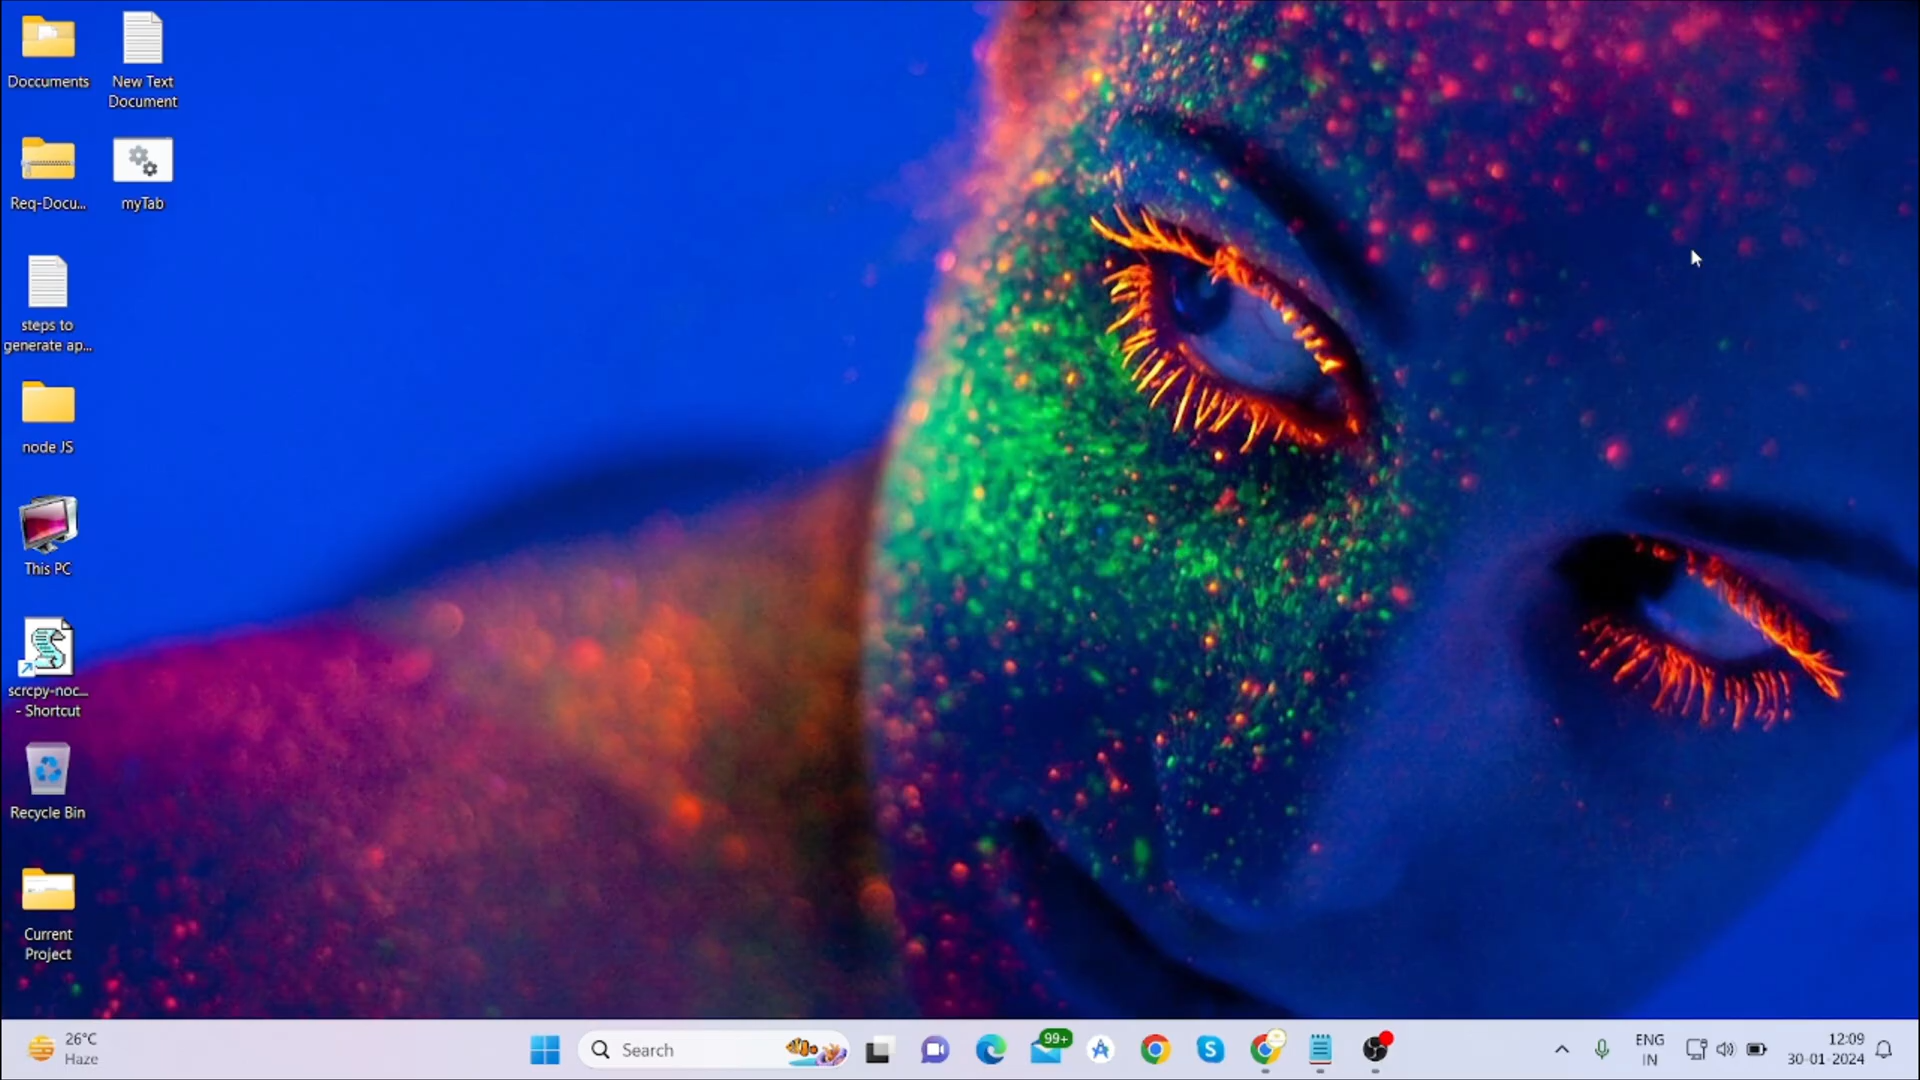 Doccuments
New Text
Document
Req-Docu...
myTab
steps to
generate ap...
node JS
This PC
scrcpy-noc...
- Shortcut
Recycle Bin
Current
Project
26°C
Haze
Search
99+
ENG
IN
12:09
30-01-2024